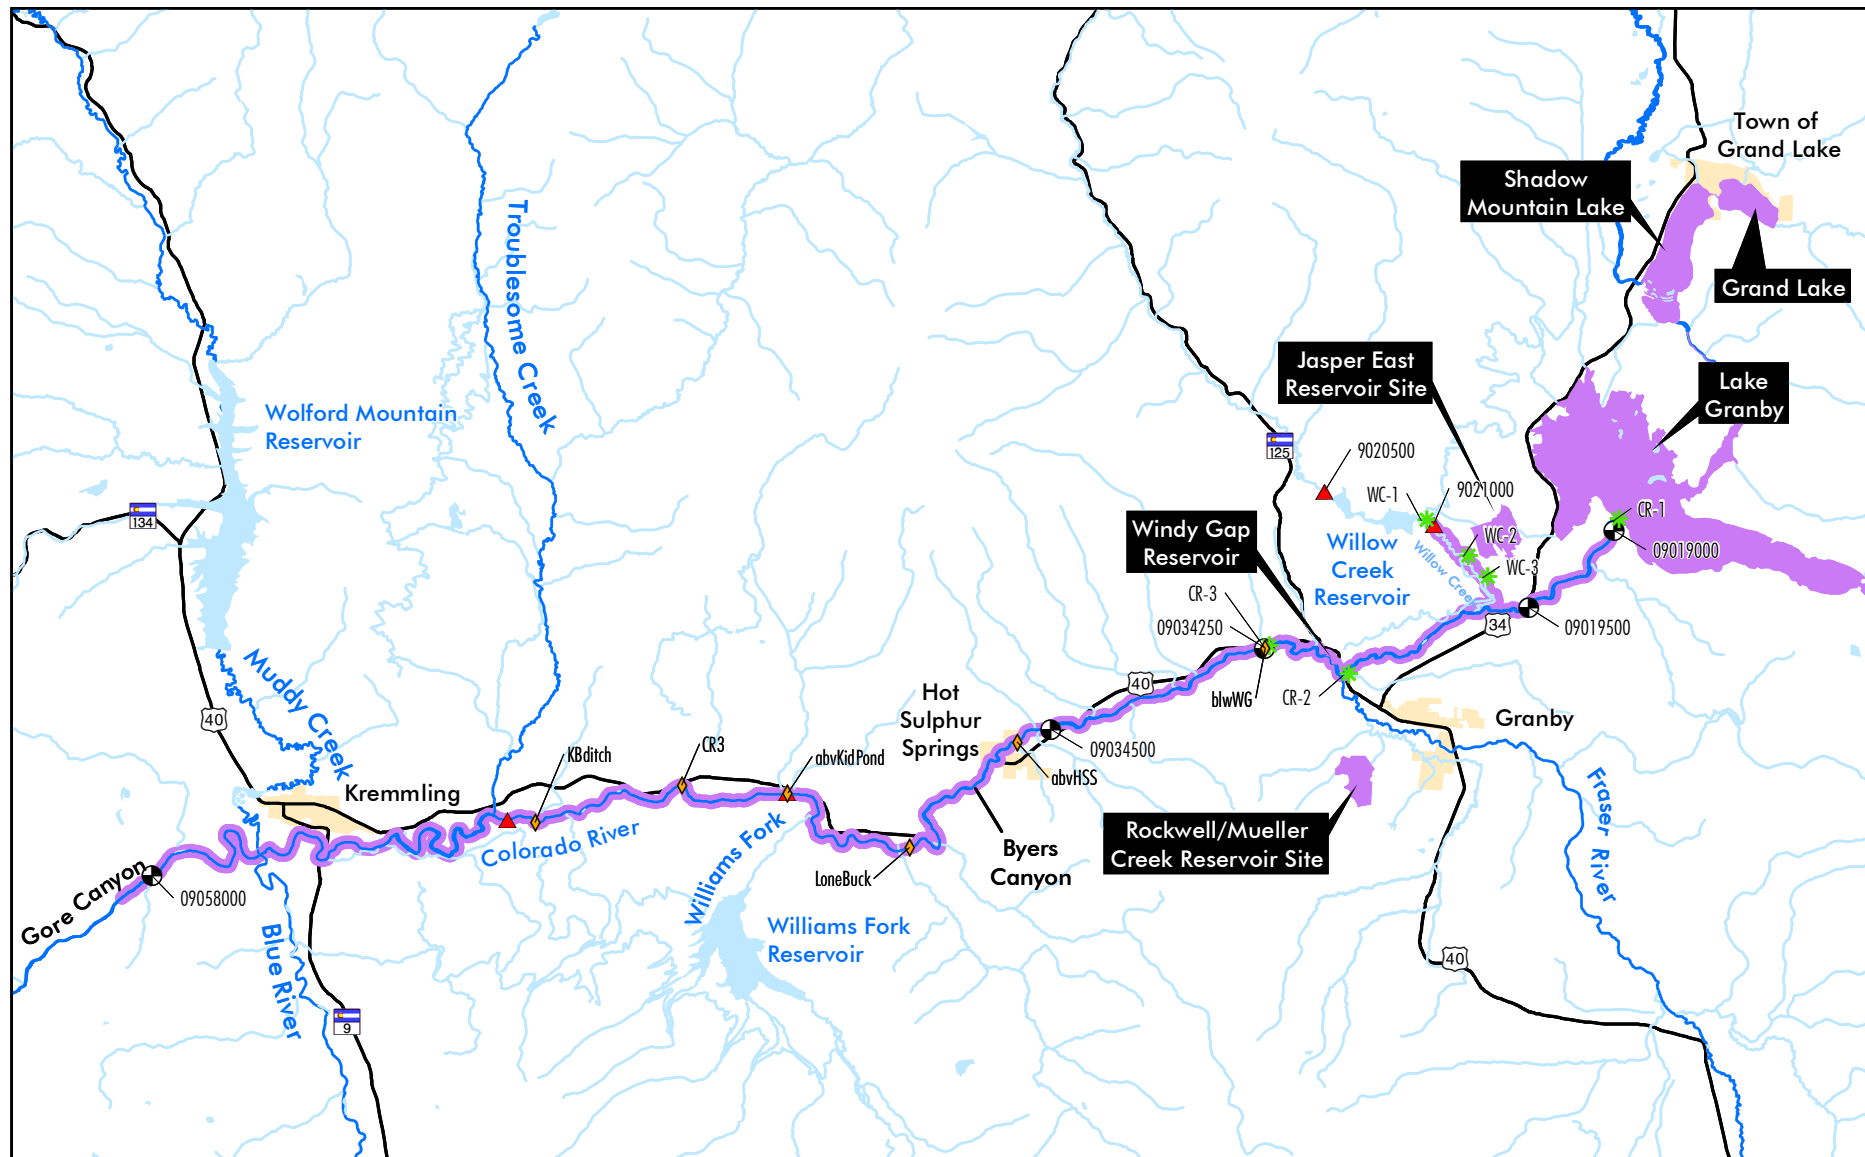 Town of
Grand Lake
Shadow
Mountain Lake
Grand Lake
Troublesome Creek
Jasper East
Reservoir Site
Lake
Granby
Wolford Mountain
Reservoir
125
9020500
134
WC-1
9021000
CR-1
Windy Gap
Reservoir
WC-2
09019000
Willow
Creek
Reservoir
Willow Creek
WC-3
CR-3
09034250
34
09019500
Muddy Creek
40
Hot
Sulphur
Springs
40
blwWG
CR-2
Granby
09034500
KBditch
CR3
abvKidPond
abvHSS
Kremmling
Fraser River
Colorado River
Williams Fork
Rockwell/Mueller
Creek Reservoir Site
Byers
Canyon
LoneBuck
Gore Canyon
09058000
Blue River
Williams Fork
Reservoir
40
9